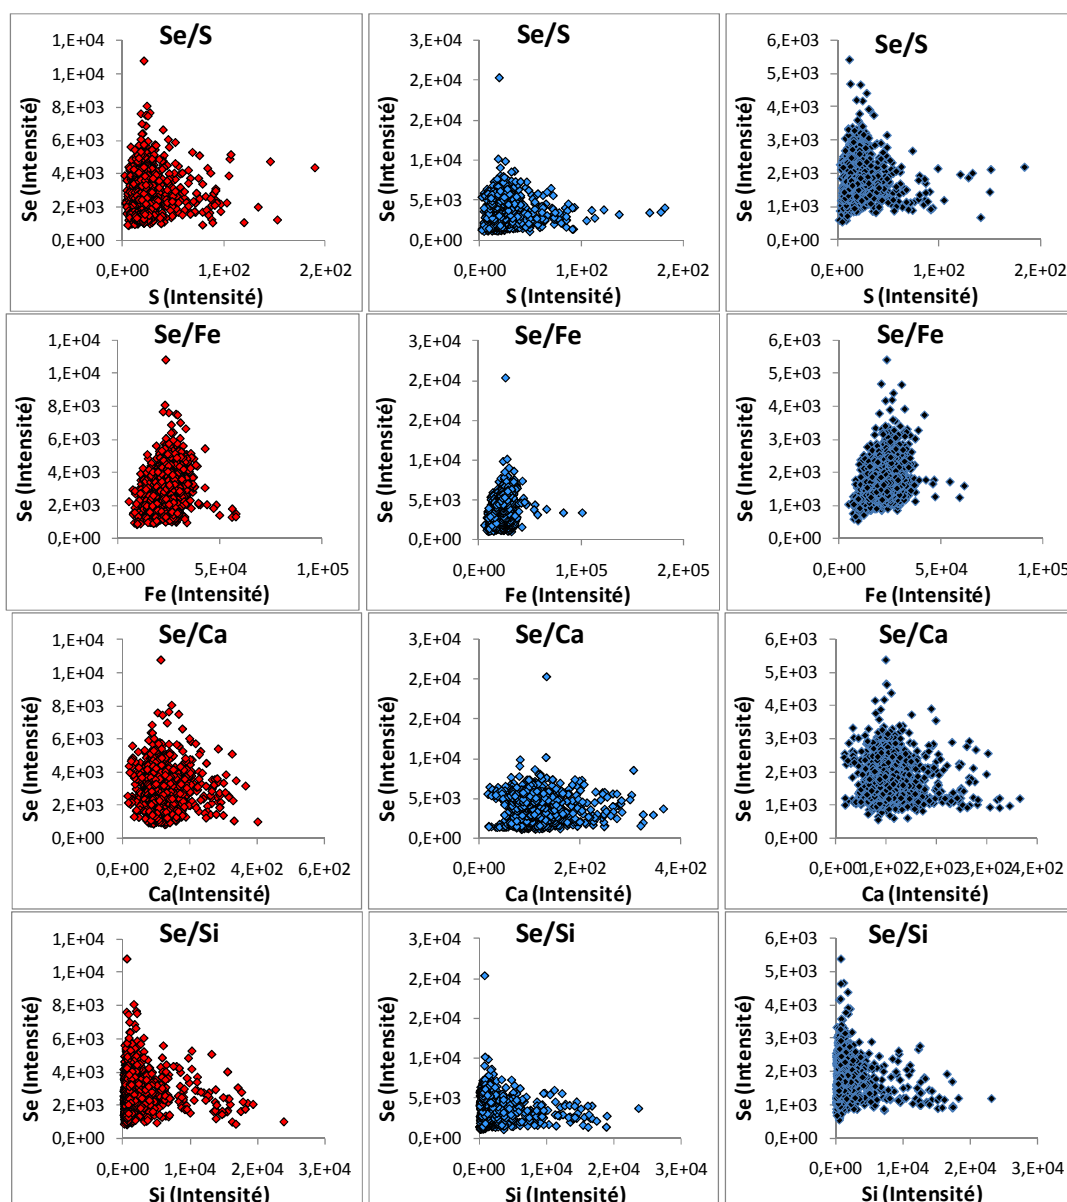 Se/S
1,E+04
1,E+04
8,E+03
6,E+03
4,E+03
2,E+03
0,E+00
Se (Intensité)
0,E+00 1,E+02 2,E+02
S (Intensité)
Se/S
3,E+04
2,E+04
2,E+04
1,E+04
5,E+03
0,E+00
Se (Intensité)
0,E+00 1,E+02 2,E+02
S (Intensité)
Se/S
6,E+03
5,E+03
4,E+03
3,E+03
2,E+03
1,E+03
0,E+00
Se (Intensité)
0,E+00 1,E+02 2,E+02
S (Intensité)
Se/Fe
1,E+04
1,E+04
8,E+03
6,E+03
4,E+03
2,E+03
0,E+00
Se (Intensité)
0,E+00 5,E+04 1,E+05
Fe (Intensité)
Se/Fe
3,E+04
2,E+04
2,E+04
1,E+04
5,E+03
0,E+00
Se (Intensité)
0,E+00 1,E+05 2,E+05
Fe (Intensité)
Se/Fe
6,E+03
5,E+03
4,E+03
3,E+03
2,E+03
1,E+03
0,E+00
Se (Intensité)
0,E+00 5,E+04 1,E+05
Fe (Intensité)
Se/Ca
1,E+04
1,E+04
8,E+03
6,E+03
4,E+03
2,E+03
0,E+00
Se (Intensité)
0,E+00 2,E+02 4,E+02 6,E+02
Ca(Intensité)
Se/Ca
3,E+04
2,E+04
2,E+04
1,E+04
5,E+03
0,E+00
Se (Intensité)
0,E+00 2,E+02 4,E+02
Ca (Intensité)
Se/Ca
6,E+03
5,E+03
4,E+03
3,E+03
2,E+03
1,E+03
0,E+00
Se (Intensité)
0,E+00 1,E+02 2,E+02 3,E+02 4,E+02
Ca (Intensité)
Se/Si
1,E+04
1,E+04
8,E+03
6,E+03
4,E+03
2,E+03
0,E+00
Se (Intensité)
0,E+00 1,E+04 2,E+04 3,E+04
Si (Intensité)
Se/Si
3,E+04
2,E+04
2,E+04
1,E+04
5,E+03
0,E+00
Se (Intensité)
0,E+00 1,E+04 2,E+04 3,E+04
Si (Intensité)
Se/Si
6,E+03
5,E+03
4,E+03
3,E+03
2,E+03
1,E+03
0,E+00
Se (Intensité)
0,E+00 1,E+04 2,E+04 3,E+04
Si (Intensité)